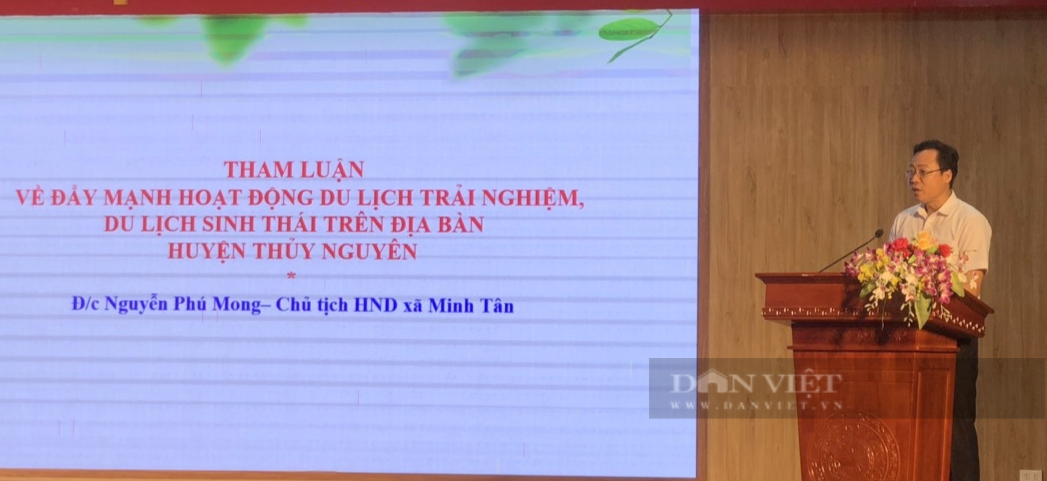 THAM LUẬN
VỀ ĐẨY MẠNH HOẠT ĐỘNG DU LỊCH TRẢI NGHIỆM,
DU LỊCH SINH THÁI TRÊN ĐỊA BÀN
HUYỆN THỦY NGUYÊN
*
Đ/c Nguyễn Phú Mong– Chủ tịch HND xã Minh Tân
DÂN VIỆT
WWW.DANVIET.VN